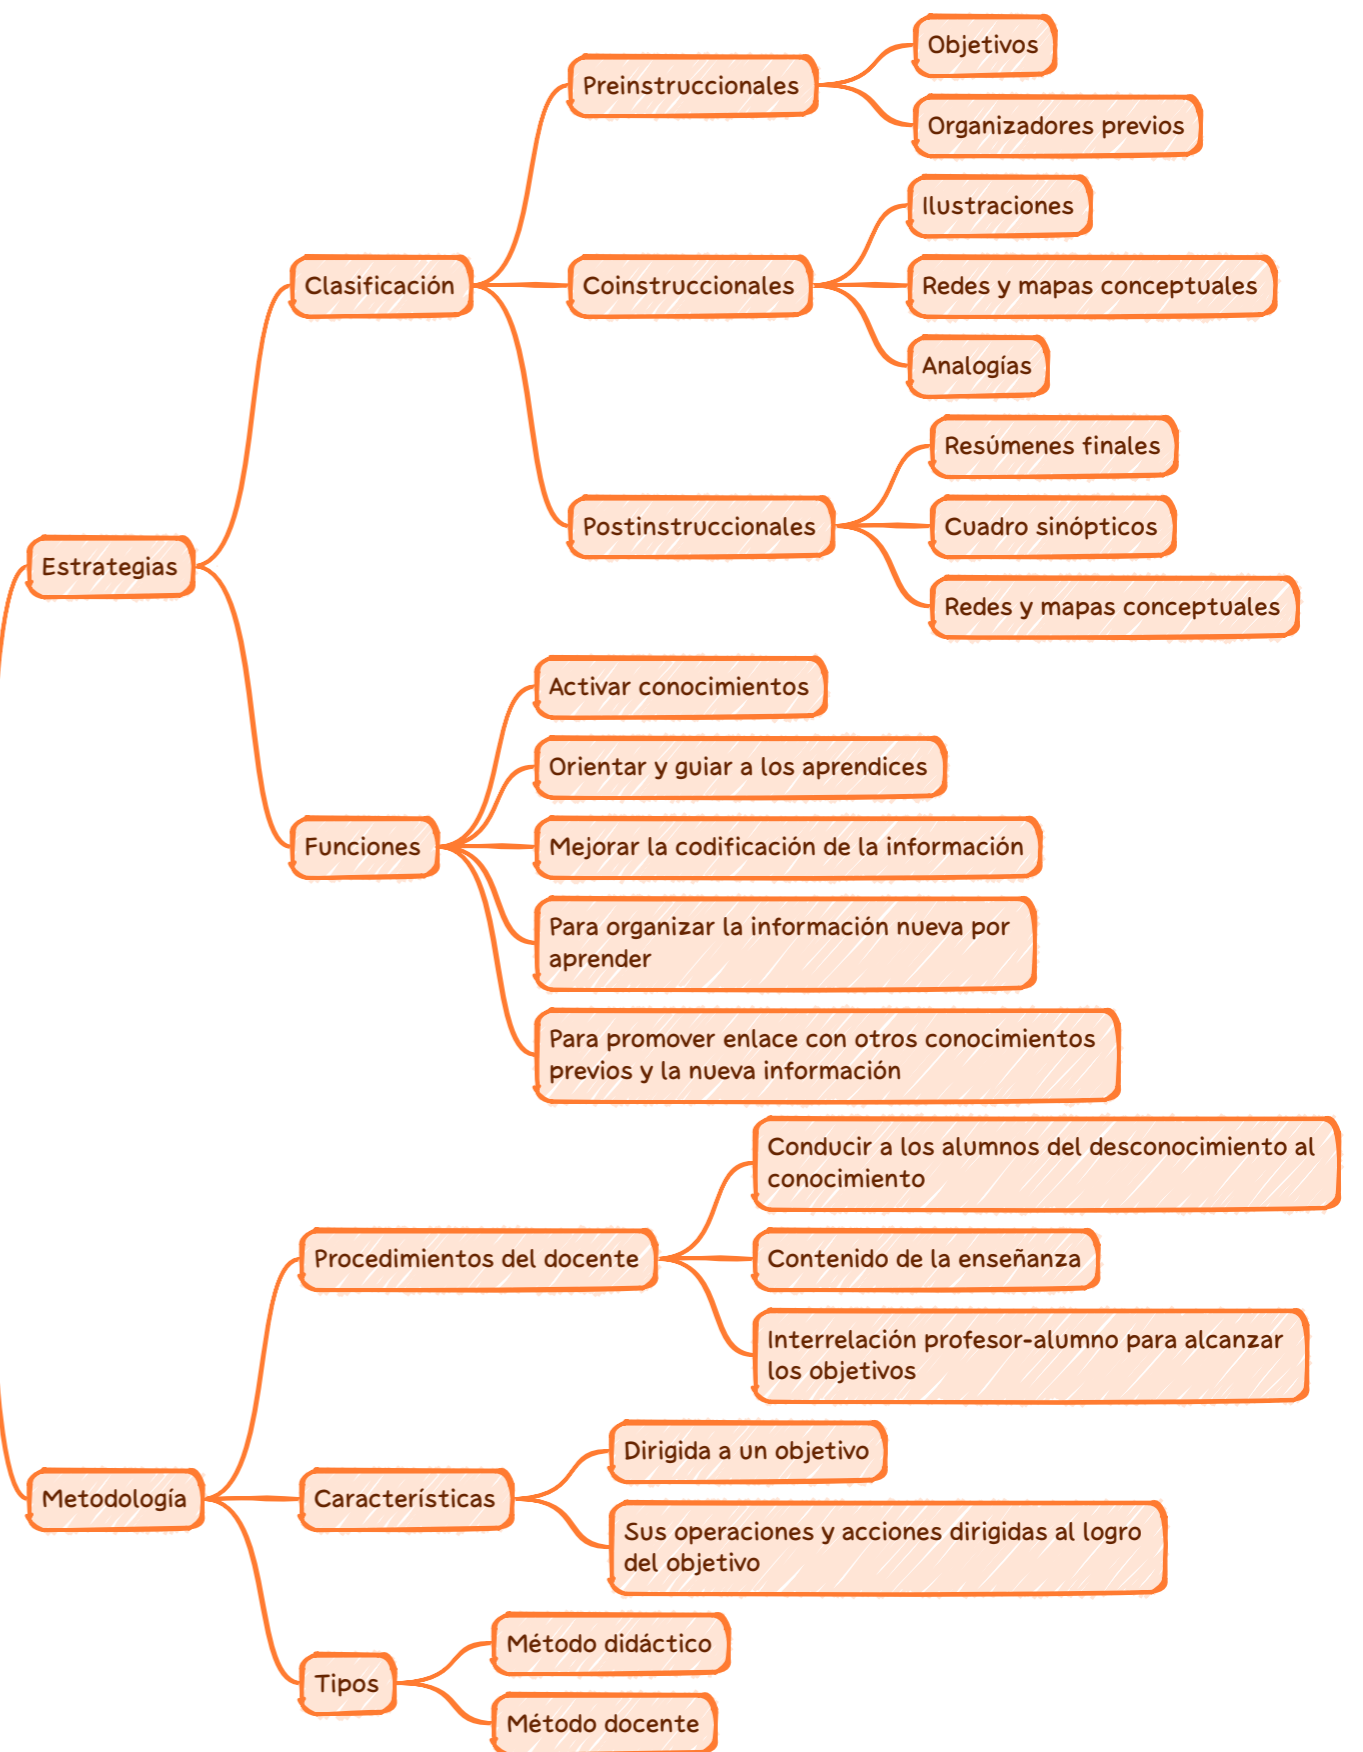 Objetivos
Preinstruccionales
Organizadores previos
Ilustraciones
Clasificación
Coinstruccionales
Redes y mapas conceptuales
Analogías
Resúmenes finales
Postinstruccionales
Cuadro sinópticos
Redes y mapas conceptuales
Estrategias
Activar conocimientos
Orientar y guiar a los aprendices
Funciones
Mejorar la codificación de la información
Para organizar la información nueva por
aprender
Para promover enlace con otros conocimientos
previos y la nueva información
Conducir a los alumnos del desconocimiento al
conocimiento
Procedimientos del docente
Contenido de la enseñanza
Interrelación profesor-alumno para alcanzar
los objetivos
Metodología
Características
Dirigida a un objetivo
Sus operaciones y acciones dirigidas al logro
del objetivo
Tipos
Método didáctico
Método docente